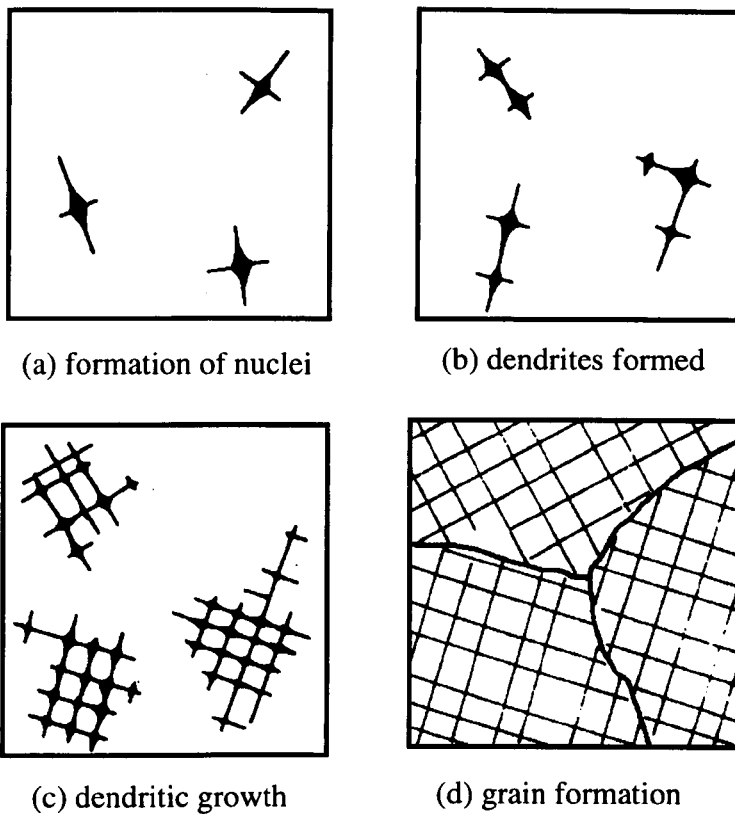 (a) formation of nuclei
(b) dendrites formed
(c) dendritic growth
(d) grain formation